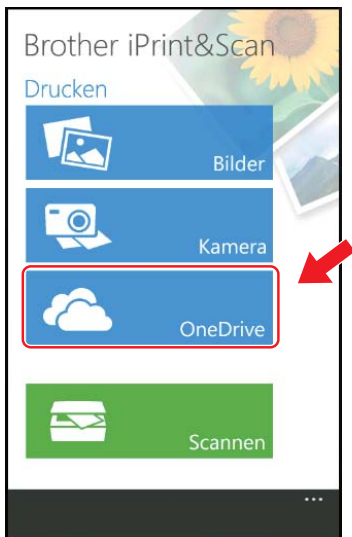 Brother iPrint&Scan
Drucken
Bilder
Kamera
OneDrive
Scannen
...